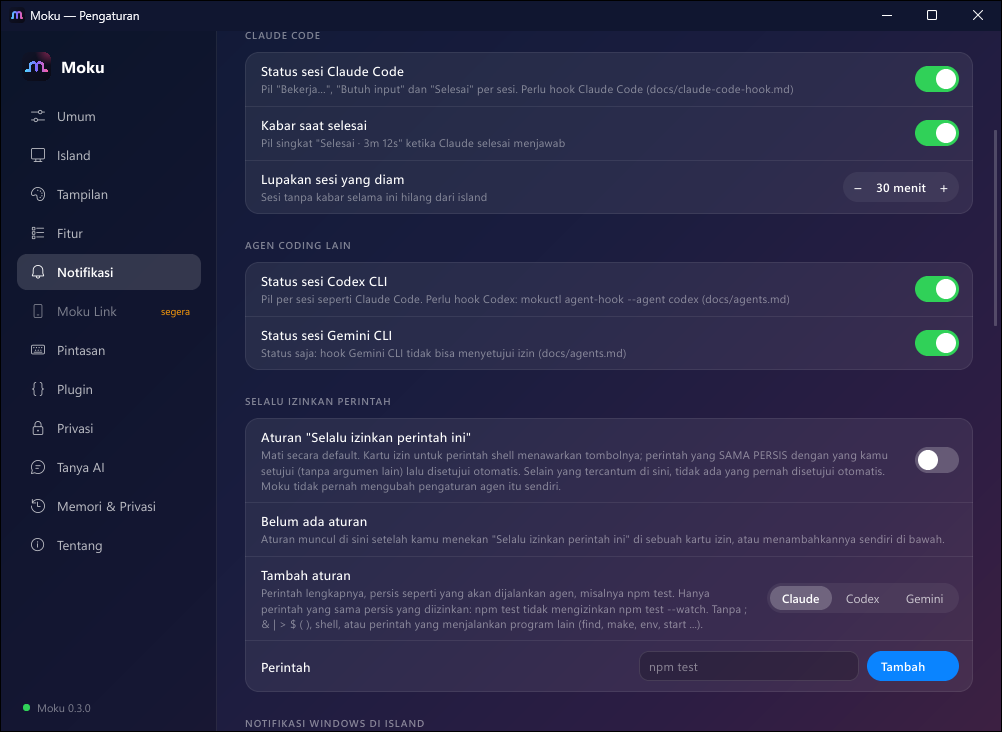 Moku — Pengaturan
Moku
Umum
Island
Tampilan
Fitur
Notifikasi
Moku Link segera
Pintasan
Plugin
Privasi
Tanya AI
Memori & Privasi
Tentang
Moku 0.3.0
CLAUDE CODE
Status sesi Claude Code
Pil "Bekerja...", "Butuh input" dan "Selesai" per sesi. Perlu hook Claude Code (docs/claude-code-hook.md)
Kabar saat selesai
Pil singkat "Selesai · 3m 12s" ketika Claude selesai menjawab
Lupakan sesi yang diam
Sesi tanpa kabar selama ini hilang dari island
− 30 menit +
AGEN CODING LAIN
Status sesi Codex CLI
Pil per sesi seperti Claude Code. Perlu hook Codex: mokuctl agent-hook --agent codex (docs/agents.md)
Status sesi Gemini CLI
Status saja: hook Gemini CLI tidak bisa menyetujui izin (docs/agents.md)
SELALU IZINKAN PERINTAH
Aturan "Selalu izinkan perintah ini"
Mati secara default. Kartu izin untuk perintah shell menawarkan tombolnya; perintah yang SAMA PERSIS dengan yang kamu
setujui (tanpa argumen lain) lalu disetujui otomatis. Selain yang tercantum di sini, tidak ada yang pernah disetujui otomatis.
Moku tidak pernah mengubah pengaturan agen itu sendiri.
Belum ada aturan
Aturan muncul di sini setelah kamu menekan "Selalu izinkan perintah ini" di sebuah kartu izin, atau menambahkannya sendiri di bawah.
Tambah aturan
Perintah lengkapnya, persis seperti yang akan dijalankan agen, misalnya npm test. Hanya
perintah yang sama persis yang diizinkan: npm test tidak mengizinkan npm test --watch. Tanpa ;
& | > $ ( ), shell, atau perintah yang menjalankan program lain (find, make, env, start ...).
Claude Codex Gemini
Perintah
npm test
Tambah
NOTIFIKASI WINDOWS DI ISLAND